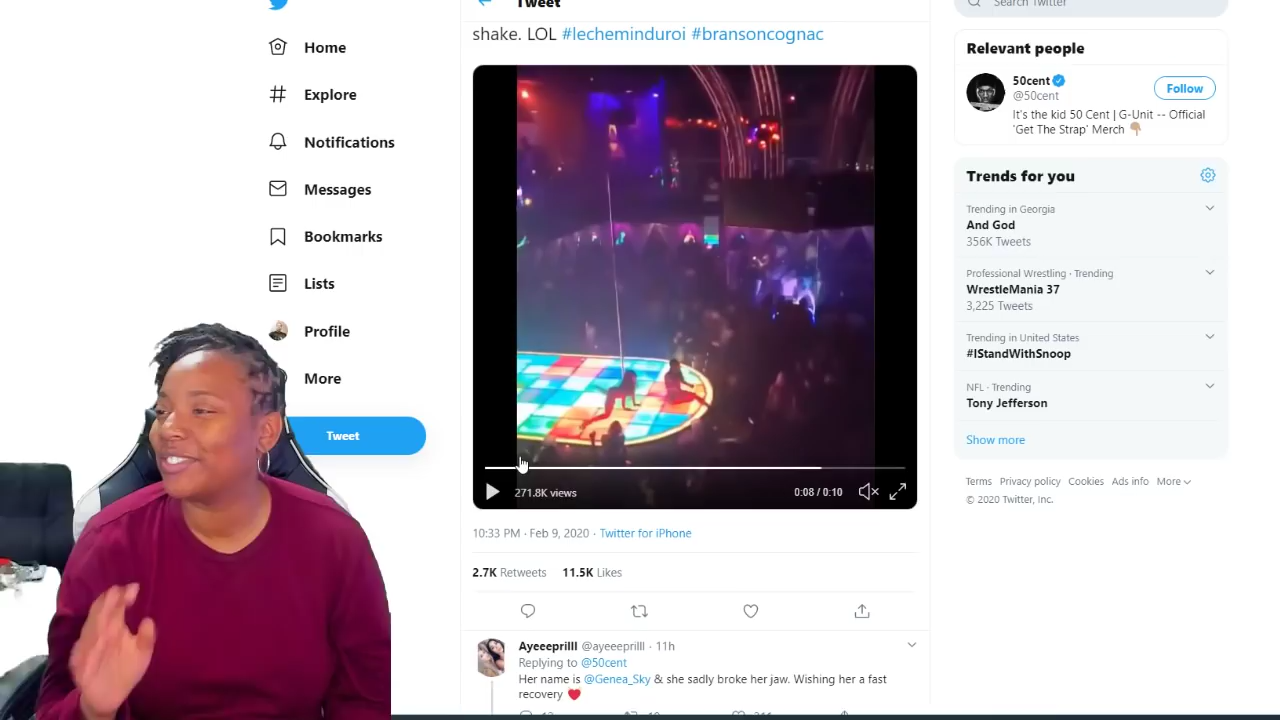 Tweet
Search Twitter
shake. LOL #lecheminduroi #bransoncognac
Home
Explore
Notifications
Messages
Bookmarks
Lists
Profile
More
Tweet
271.8K views
0:08 / 0:10
10:33 PM · Feb 9, 2020 · Twitter for iPhone
2.7K Retweets 11.5K Likes
Ayeeeprilll @ayeeeprilll · 11h
Replying to @50cent
Her name is @Genea_Sky & she sadly broke her jaw. Wishing her a fast
recovery ❤️
Relevant people
50cent
@50cent
Follow
It's the kid 50 Cent | G-Unit -- Official
'Get The Strap' Merch 👇🏽
Trends for you
Trending in Georgia
And God
356K Tweets
Professional Wrestling · Trending
WrestleMania 37
3,225 Tweets
Trending in United States
#IStandWithSnoop
NFL · Trending
Tony Jefferson
Show more
Terms Privacy policy Cookies Ads info More
© 2020 Twitter, Inc.